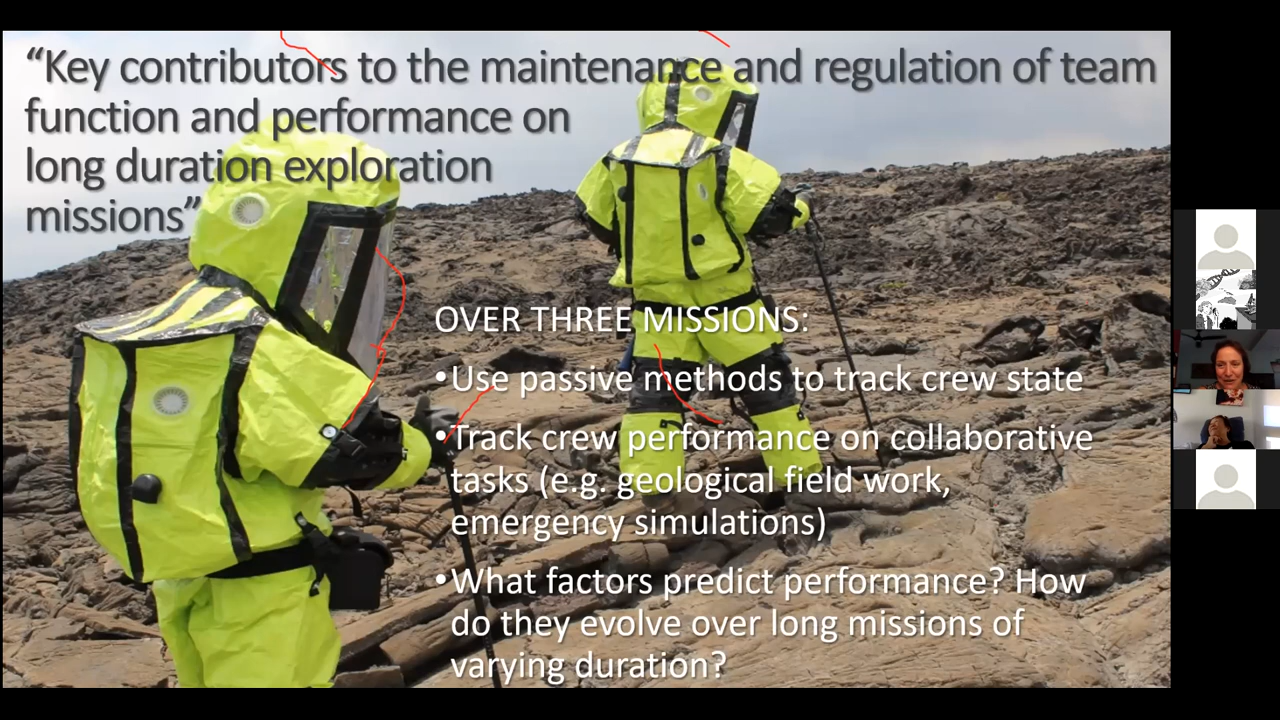 “Key contributors to the maintenance and regulation of team
function and performance on
long duration exploration
missions”
OVER THREE MISSIONS:
•Use passive methods to track crew state
•Track crew performance on collaborative
tasks (e.g. geological field work,
emergency simulations)
•What factors predict performance? How
do they evolve over long missions of
varying duration?